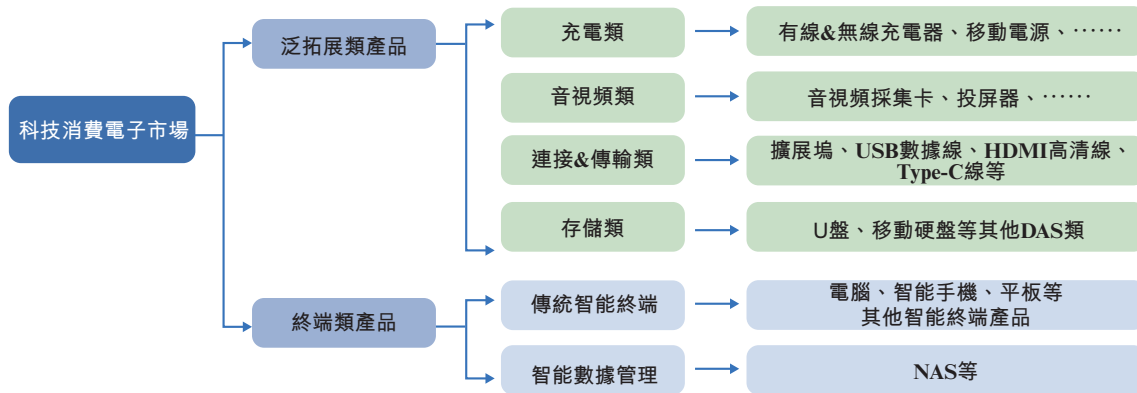 科技消費電子市場
泛拓展類產品
充電類
有線&無線充電器、移動電源、⋯⋯
音視頻類
音視頻採集卡、投屏器、⋯⋯
連接&傳輸類
擴展塢、USB數據線、HDMI高清線、
Type-C線等
存儲類
U盤、移動硬盤等其他DAS類
終端類產品
傳統智能終端
電腦、智能手機、平板等
其他智能終端產品
智能數據管理
NAS等